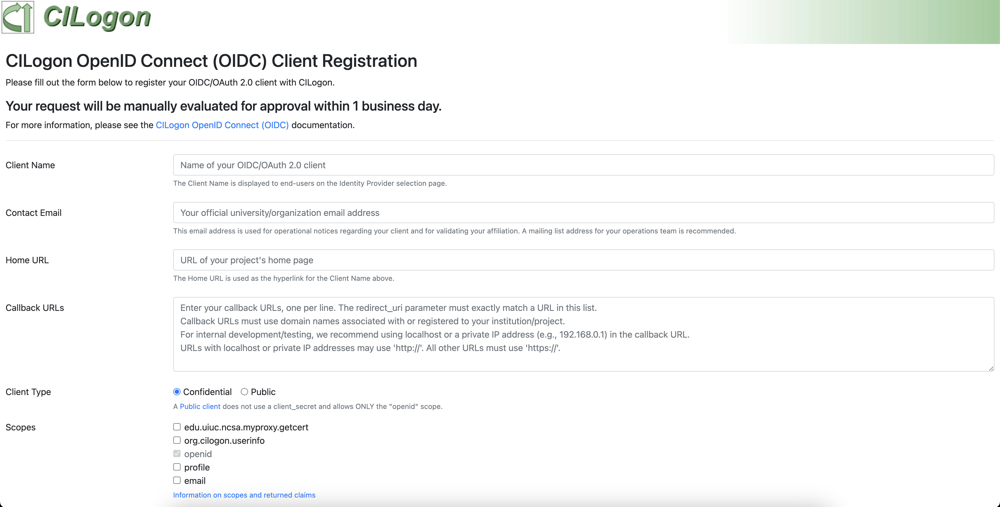 CILogon
CILogon OpenID Connect (OIDC) Client Registration
Please fill out the form below to register your OIDC/OAuth 2.0 client with CILogon.
Your request will be manually evaluated for approval within 1 business day.
For more information, please see the CILogon OpenID Connect (OIDC) documentation.
Client Name
Name of your OIDC/OAuth 2.0 client
The Client Name is displayed to end-users on the Identity Provider selection page.
Contact Email
Your official university/organization email address
This email address is used for operational notices regarding your client and for validating your affiliation. A mailing list address for your operations team is recommended.
Home URL
URL of your project's home page
The Home URL is used as the hyperlink for the Client Name above.
Callback URLs
Enter your callback URLs, one per line. The redirect_uri parameter must exactly match a URL in this list.
Callback URLs must use domain names associated with or registered to your institution/project.
For internal development/testing, we recommend using localhost or a private IP address (e.g., 192.168.0.1) in the callback URL.
URLs with localhost or private IP addresses may use 'http://'. All other URLs must use 'https://'.
Client Type
Confidential Public
A Public client does not use a client_secret and allows ONLY the "openid" scope.
Scopes
edu.uiuc.ncsa.myproxy.getcert
org.cilogon.userinfo
openid
profile
email
Information on scopes and returned claims